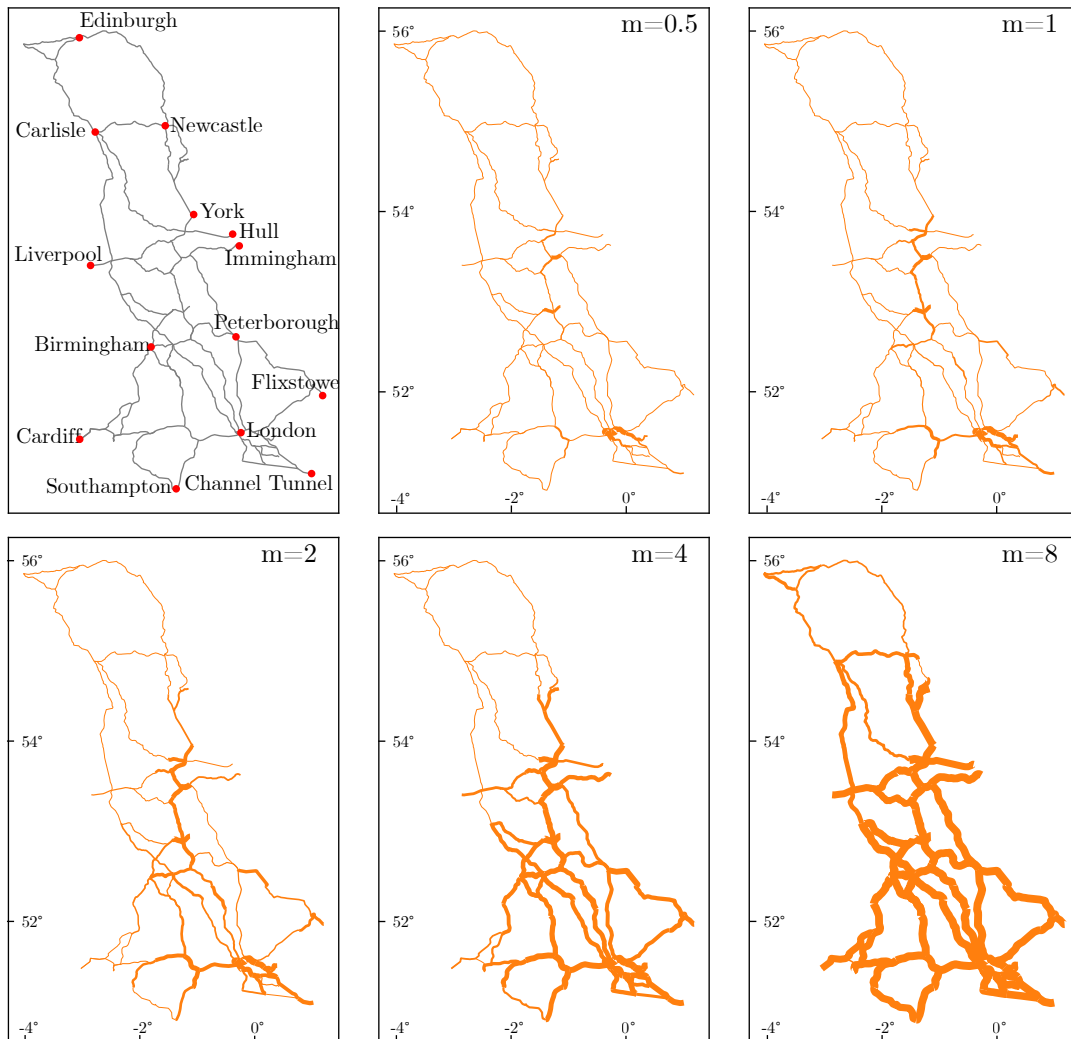 Edinburgh
Carlisle
Newcastle
York
Hull
Liverpool
Immingham
Peterborough
Birmingham
Flixstowe
Cardiff
London
Southampton
Channel Tunnel
m=0.5
56°
54°
52°
-4°
-2°
0°
m=1
56°
54°
52°
-4°
-2°
0°
m=2
56°
54°
52°
-4°
-2°
0°
m=4
56°
54°
52°
-4°
-2°
0°
m=8
56°
54°
52°
-4°
-2°
0°